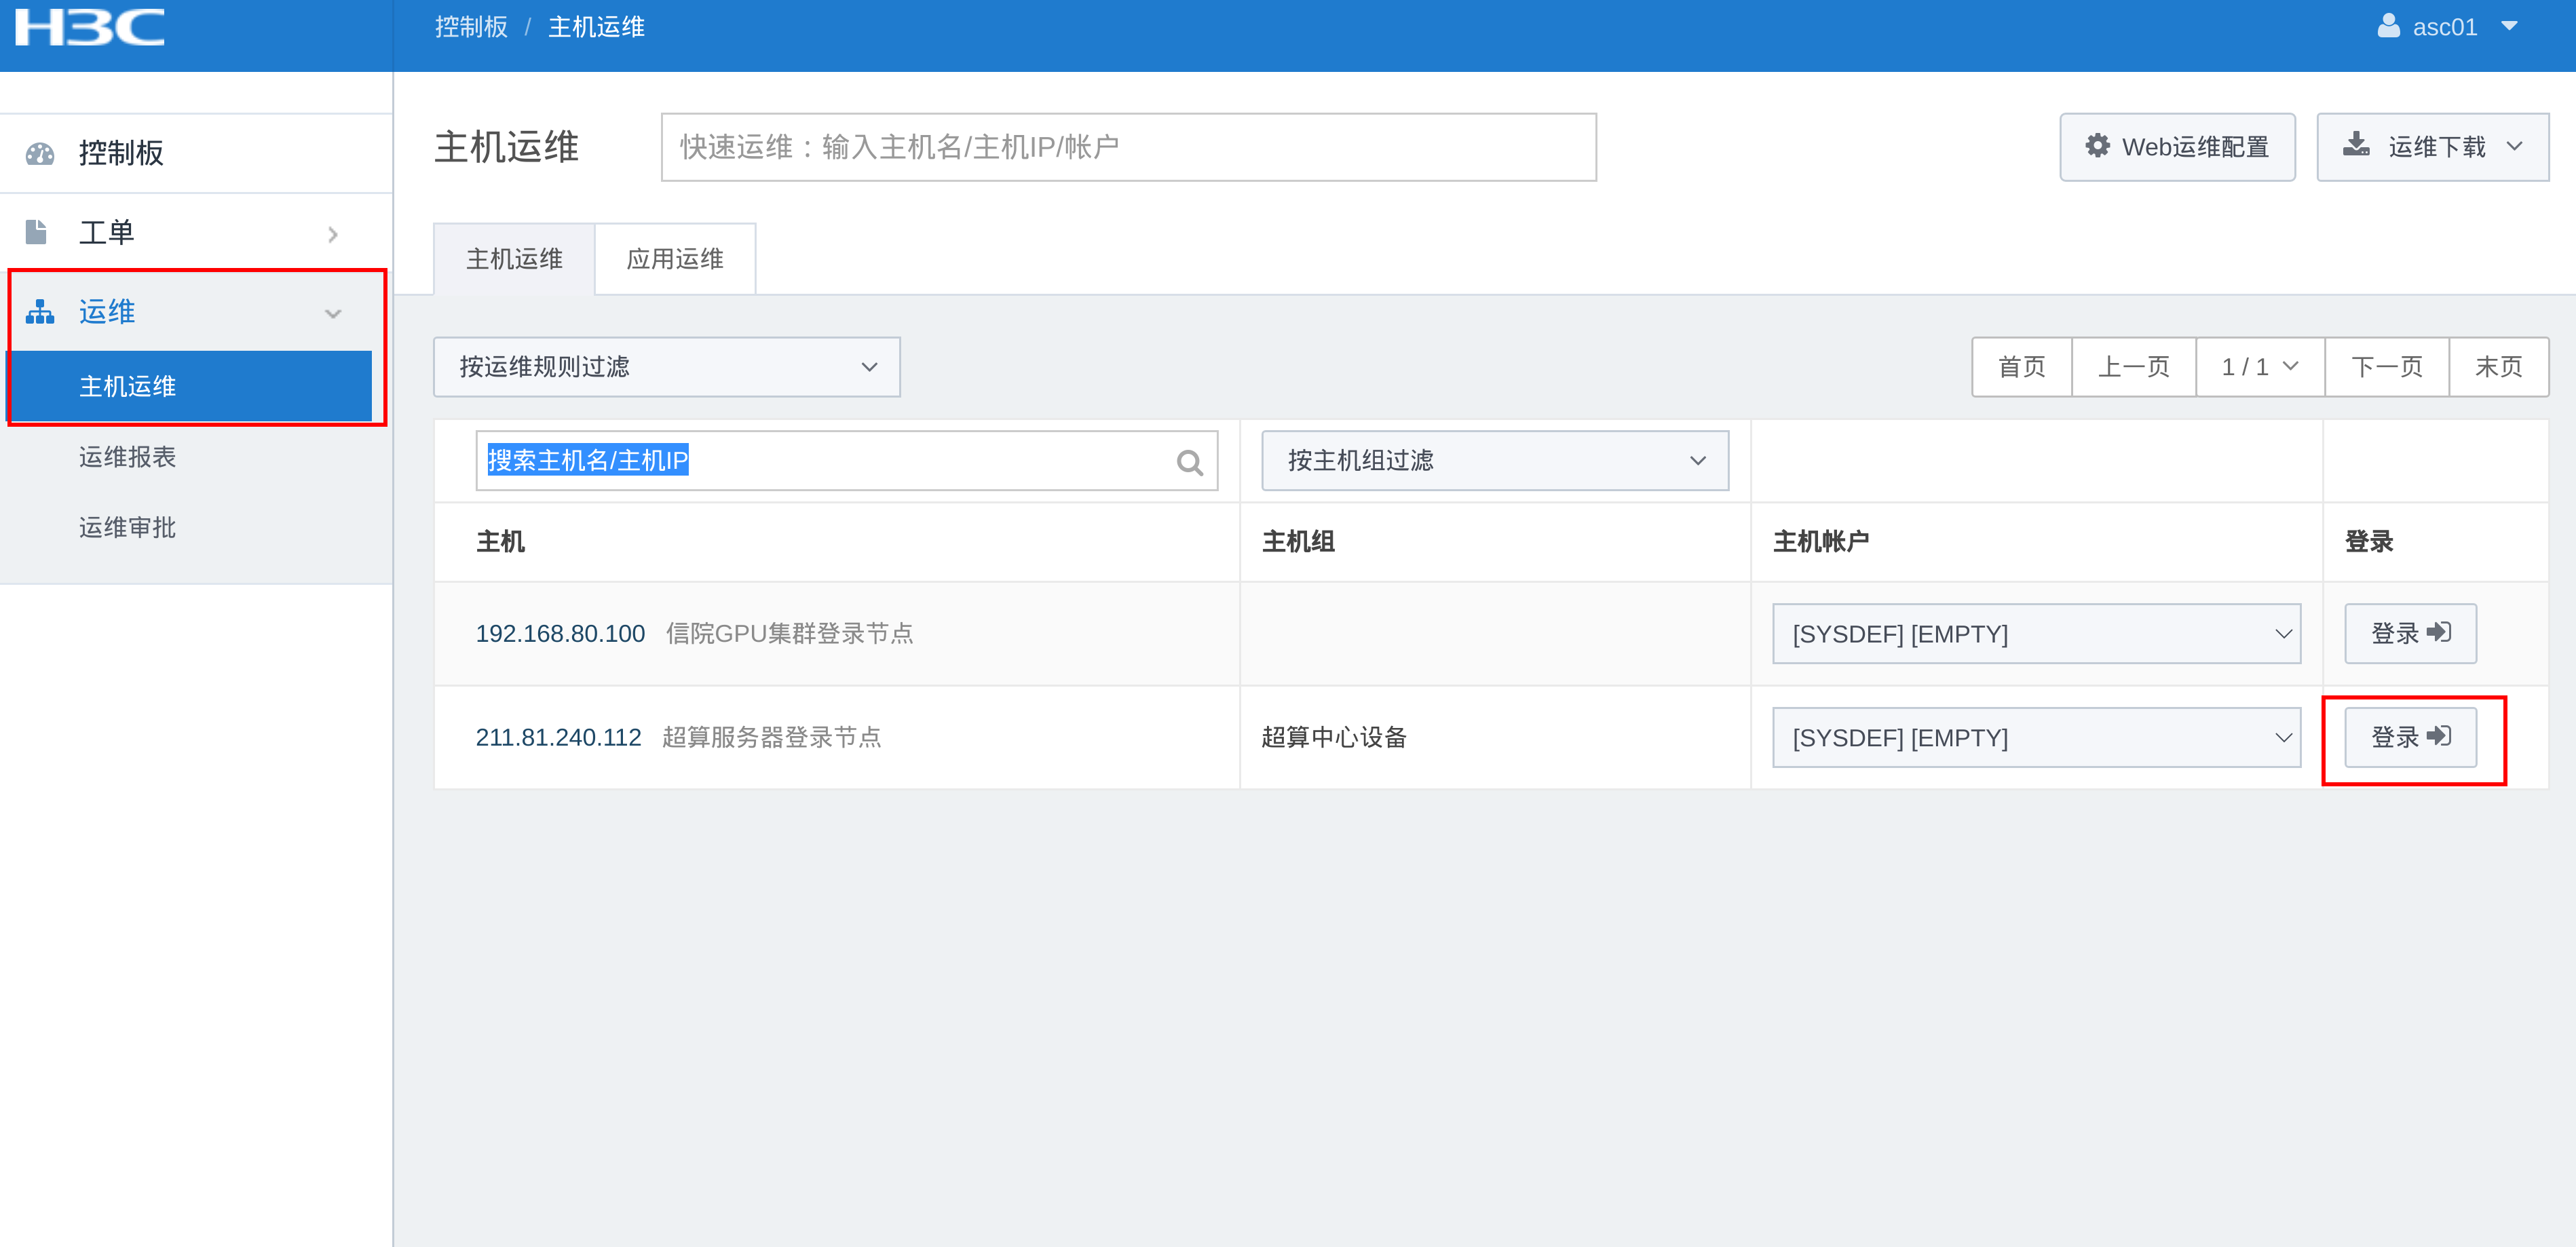 H3C
控制板 / 主机运维
asc01
控制板
工单
运维
主机运维
运维报表
运维审批
主机运维
快速运维：输入主机名/主机IP/帐户
Web运维配置
运维下载
主机运维
应用运维
按运维规则过滤
首页
上一页
1 / 1
下一页
末页
搜索主机名/主机IP
按主机组过滤
主机
主机组
主机帐户
登录
192.168.80.100 信院GPU集群登录节点
[SYSDEF] [EMPTY]
登录
211.81.240.112 超算服务器登录节点
超算中心设备
[SYSDEF] [EMPTY]
登录